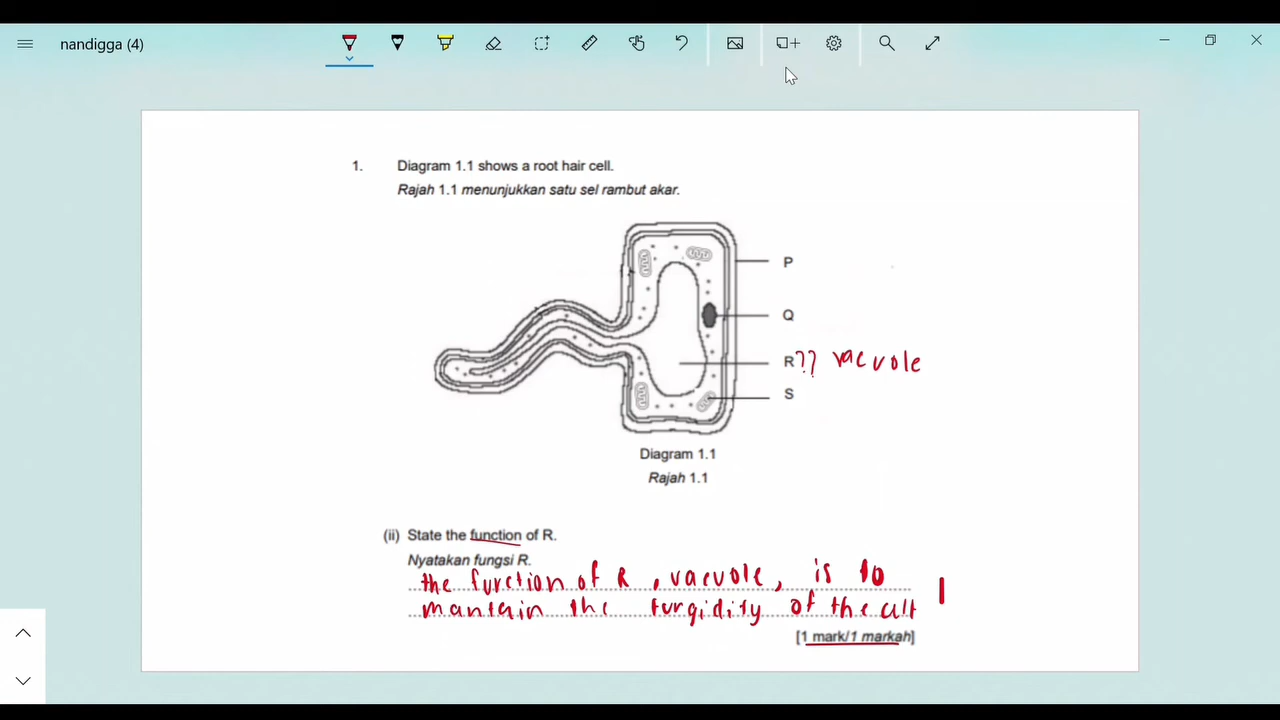 nandigga (4)
1. Diagram 1.1 shows a root hair cell.
Rajah 1.1 menunjukkan satu sel rambut akar.
P
Q
R ?? vacuole
S
Diagram 1.1
Rajah 1.1
(ii) State the function of R.
Nyatakan fungsi R.
the function of R, vacuole, is to
mantain the turgidity of the 1
[1 mark/1 markah]